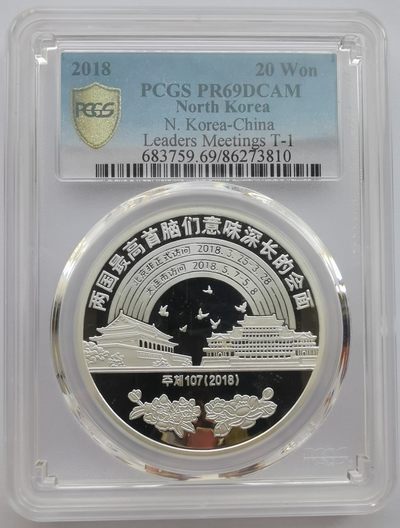 2018 20 Won
PCGS PR69DCAM
North Korea
N. Korea-China
Leaders Meetings T-1
683759.69/86273810
PCGS
两国最高首脑们意味深长的会面
北京非正式访问 2018.3.25-3.28
大连市访问 2018.5.7-5.8
주체107(2018)